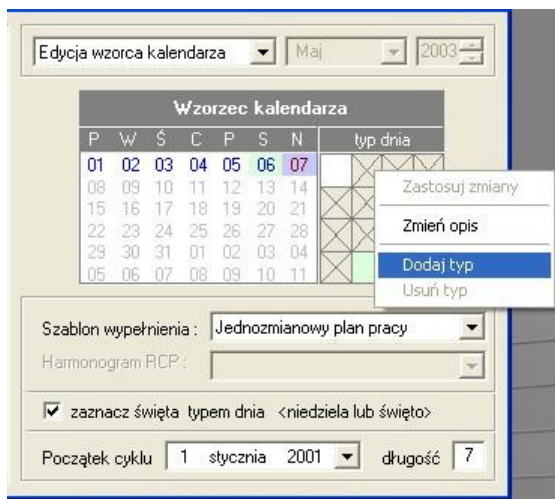 Edycja wzorca kalendarza Maj 2003
Wzorzec kalendarza
P W Ś C P S N typ dnia
01 02 03 04 05 06 07
08 09 10 11 12 13 14
15 16 17 18 19 20 21
22 23 24 25 26 27 28
29 30 31 01 02 03 04
05 06 07 08 09 10 11
Zastosuj zmiany
Zmień opis
Dodaj typ
Usuń typ
Szablon wypełnienia : Jednozmianowy plan pracy
Harmonogram RCP :
zaznacz święta typem dnia <niedziela lub święto>
Początek cyklu 1 stycznia 2001 długość 7